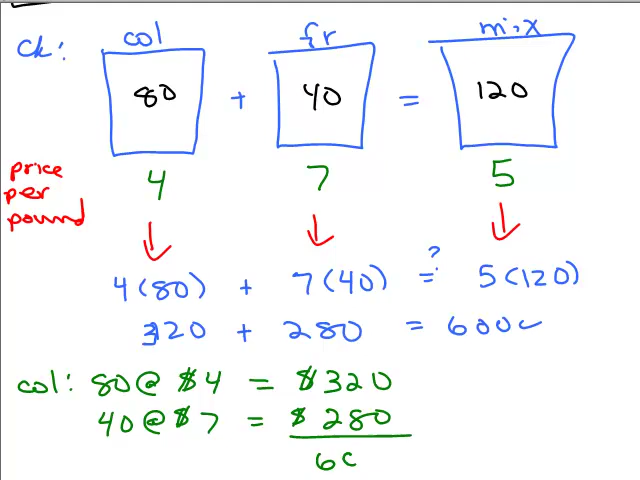 col fr mix
ck: 80 + 40 = 120
price per pound 4 7 5
4(80) + 7(40) =? 5(120)
320 + 280 = 600✓
col: 80 @ $4 = $320
40 @ $7 = $280
60